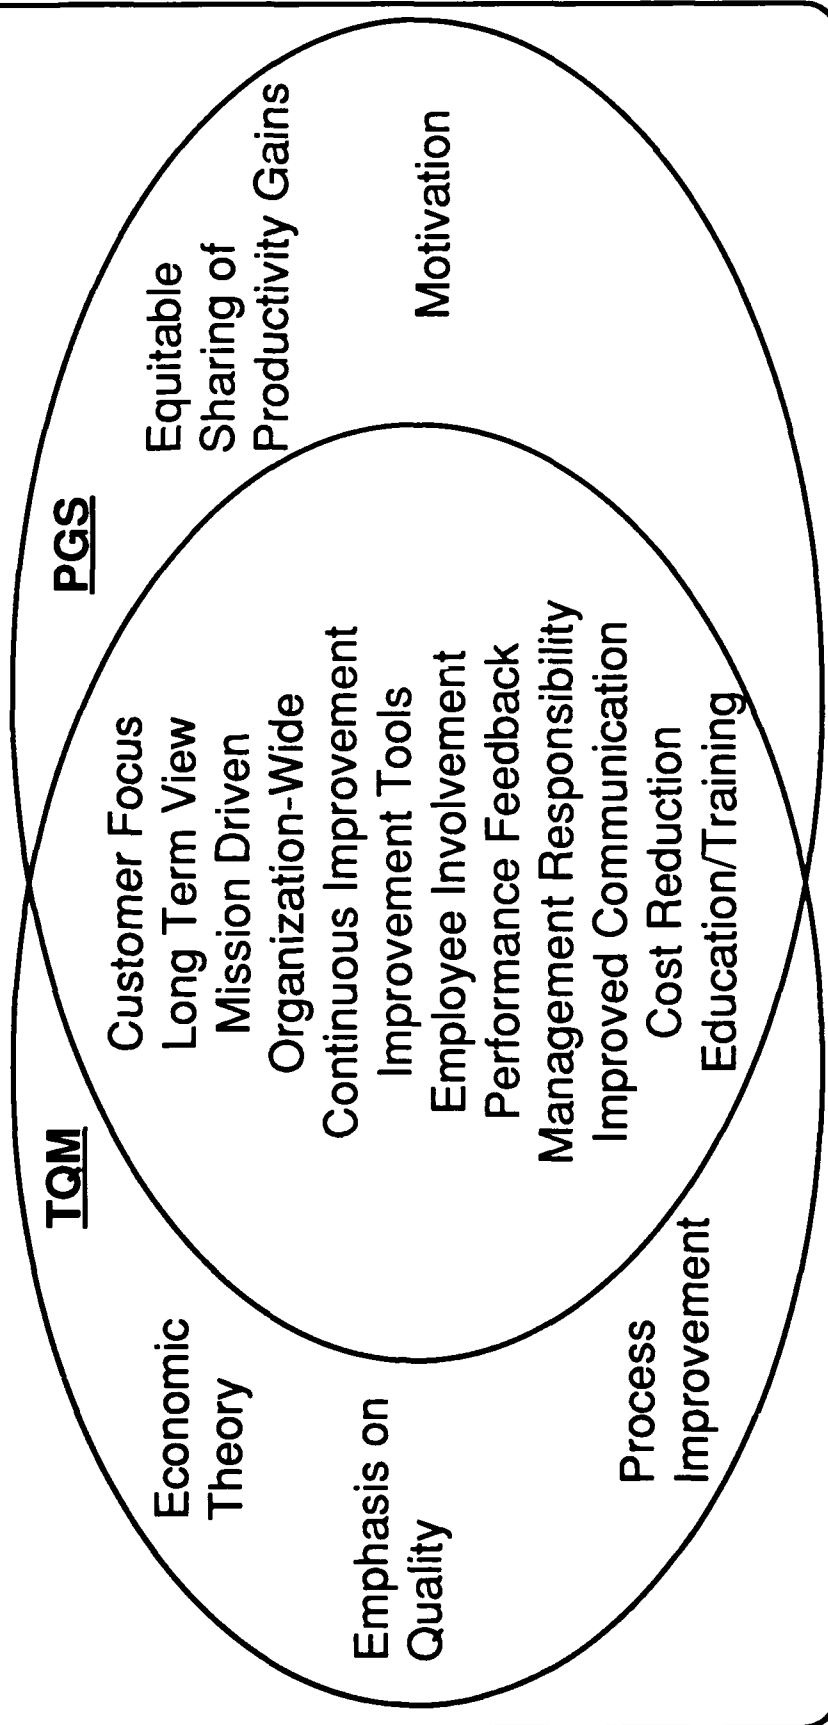 TQM
Economic
Theory
Emphasis on
Quality
Process
Improvement
Customer Focus
Long Term View
Mission Driven
Organization-Wide
Continuous Improvement
Improvement Tools
Employee Involvement
Performance Feedback
Management Responsibility
Improved Communication
Cost Reduction
Education/Training
PGS
Equitable
Sharing of
Productivity Gains
Motivation